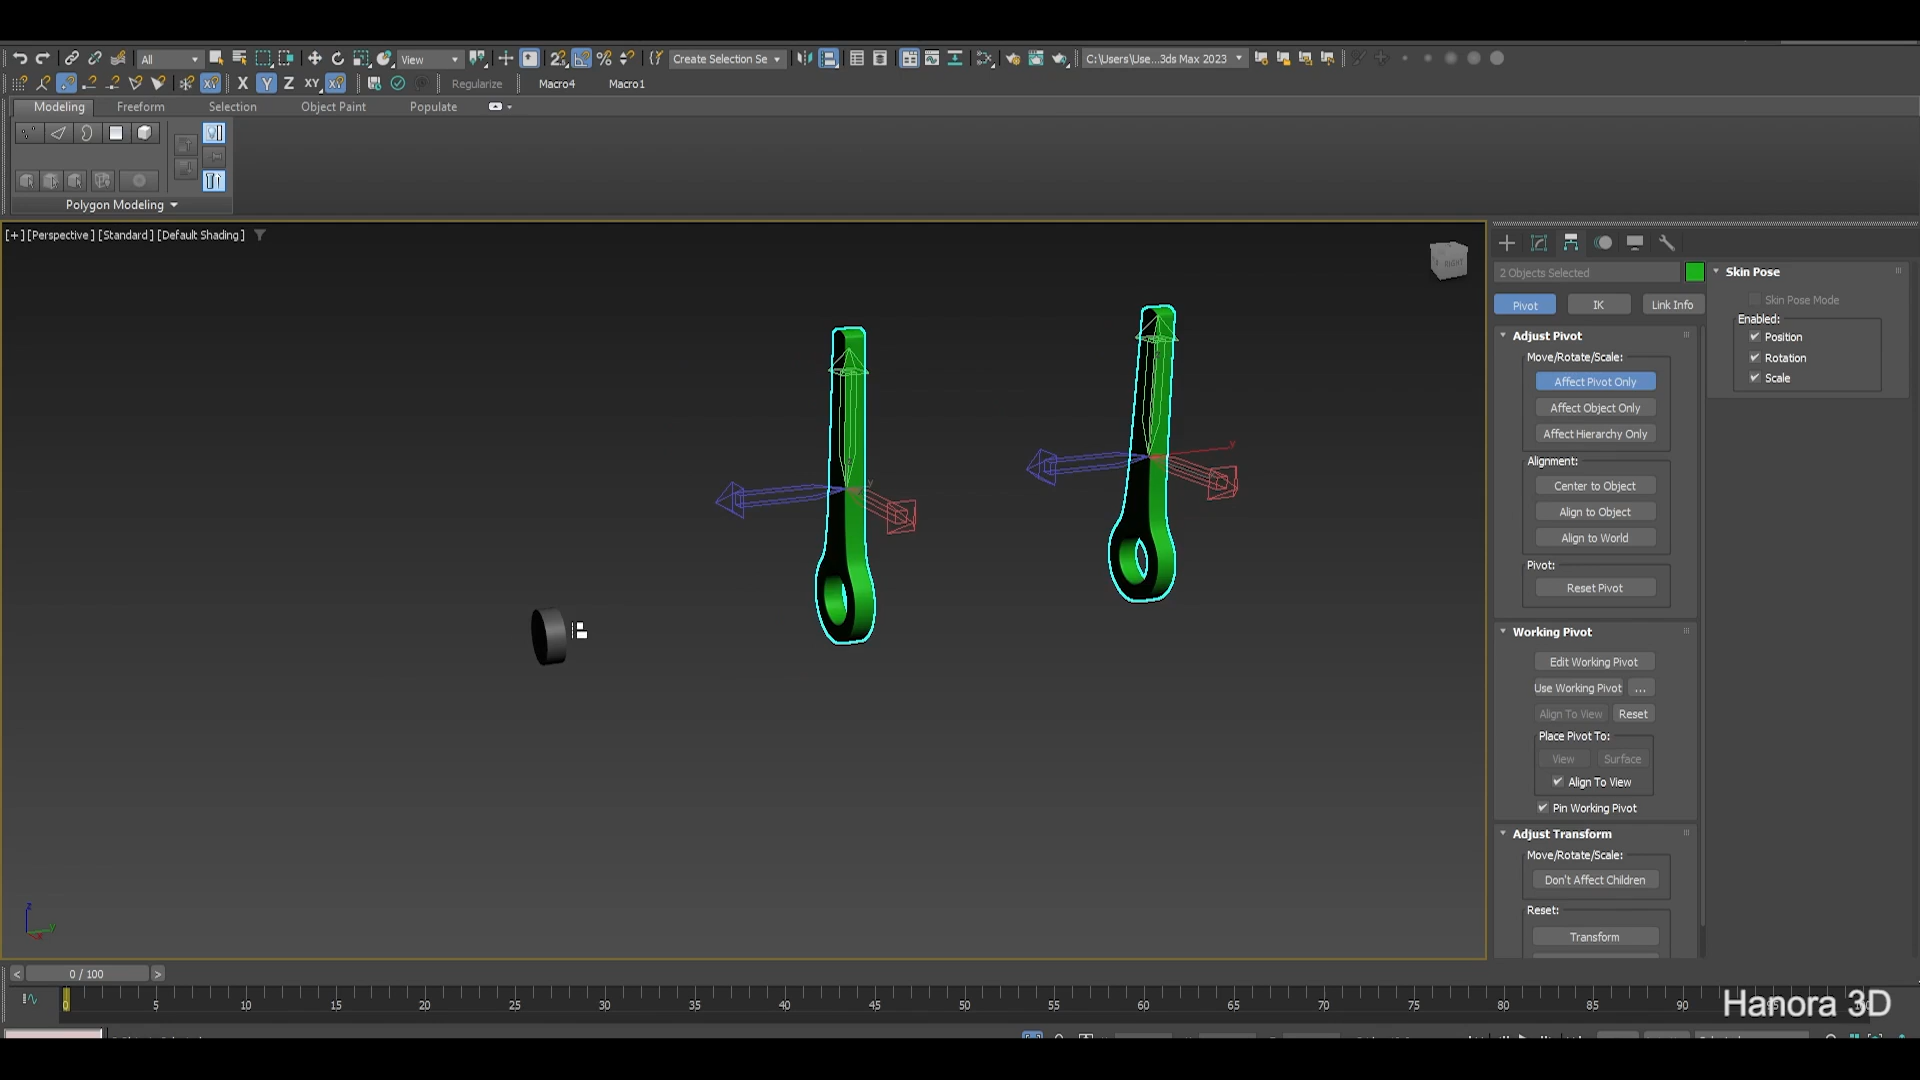 All
View
Create Selection Se
C:\Users\Use...3ds Max 2023
X Y Z XY
Regularize Macro4 Macro1
Modeling Freeform Selection Object Paint Populate
Polygon Modeling
[+] [Perspective] [Standard] [Default Shading]
RIGHT
2 Objects Selected
Pivot IK Link Info
Adjust Pivot
Move/Rotate/Scale:
Affect Pivot Only
Affect Object Only
Affect Hierarchy Only
Alignment:
Center to Object
Align to Object
Align to World
Pivot:
Reset Pivot
Working Pivot
Edit Working Pivot
Use Working Pivot ...
Align To View Reset
Place Pivot To:
View Surface
Align To View
Pin Working Pivot
Adjust Transform
Move/Rotate/Scale:
Don't Affect Children
Reset:
Transform
Skin Pose
Skin Pose Mode
Enabled:
Position
Rotation
Scale
y
y
z
y
< 0 / 100 >
0 5 10 15 20 25 30 35 40 45 50 55 60 65 70 75 80 85 90
Hanora 3D